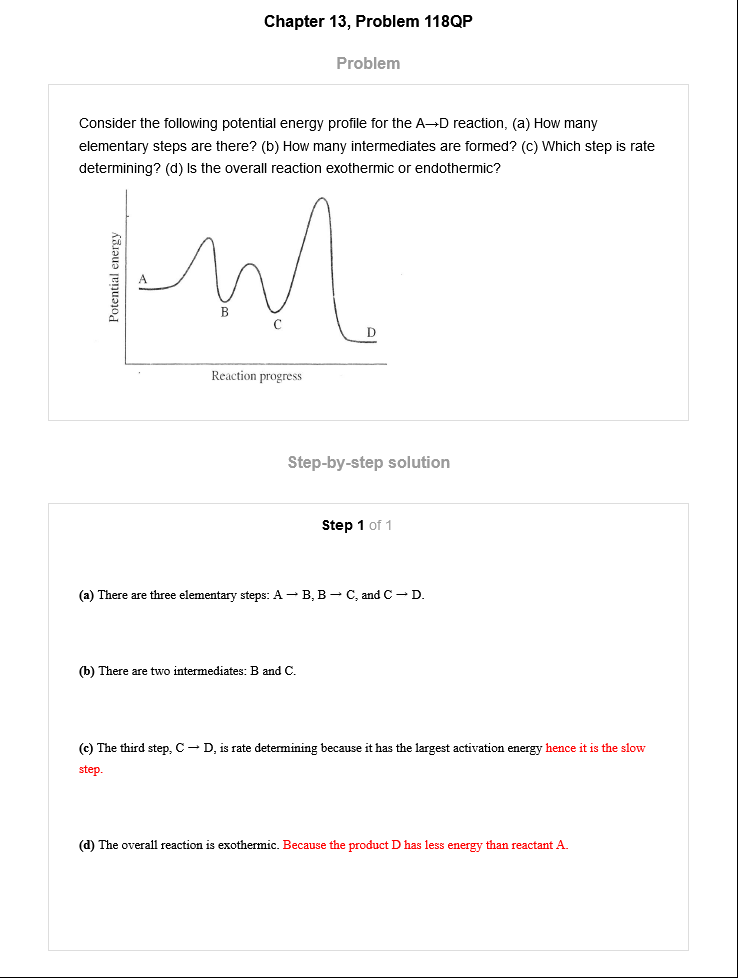 Chapter 13, Problem 118QP
Problem
Consider the following potential energy profile for the A→D reaction, (a) How many
elementary steps are there? (b) How many intermediates are formed? (c) Which step is rate
determining? (d) Is the overall reaction exothermic or endothermic?
Potential energy
A
B
C
D
Reaction progress
Step-by-step solution
Step 1 of 1
(a) There are three elementary steps: A → B, B → C, and C → D.
(b) There are two intermediates: B and C.
(c) The third step, C → D, is rate determining because it has the largest activation energy hence it is the slow
step.
(d) The overall reaction is exothermic. Because the product D has less energy than reactant A.